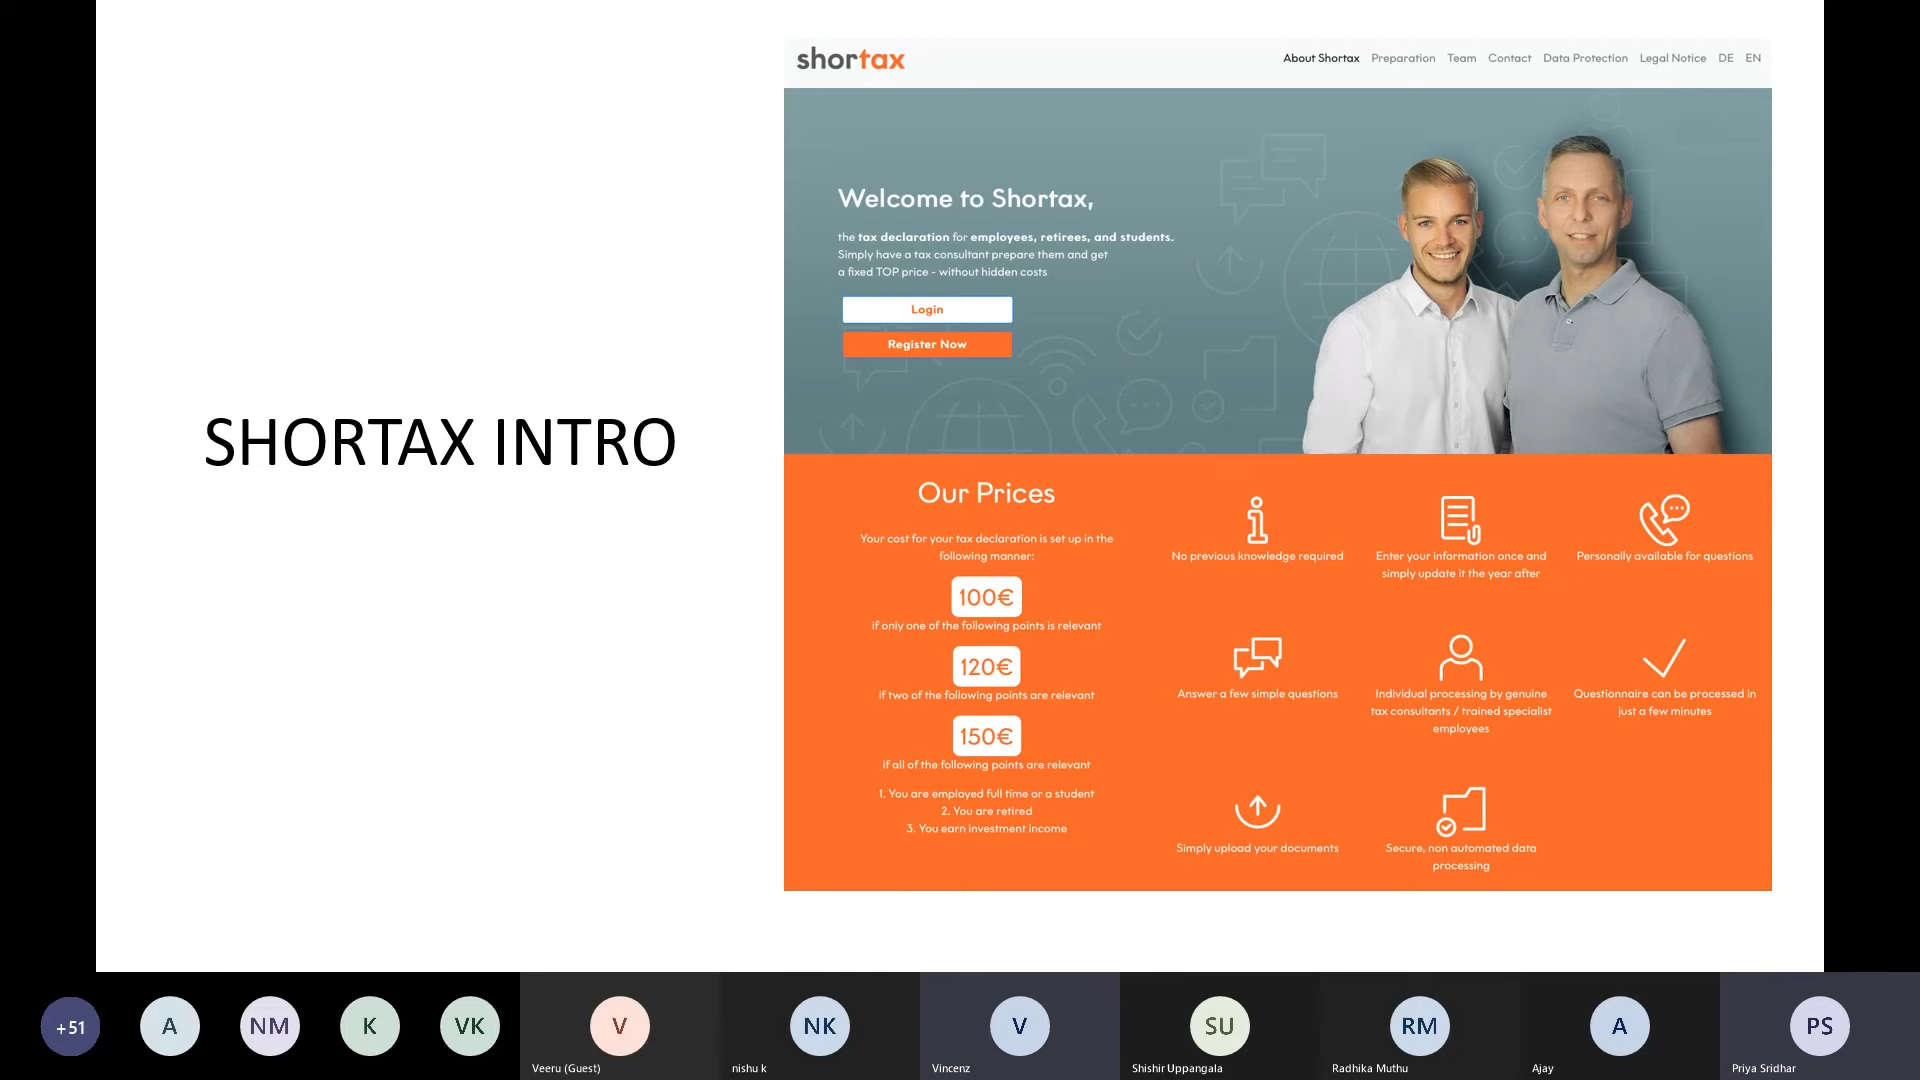 SHORTAX INTRO
shortax
About Shortax Preparation Team Contact Data Protection Legal Notice DE EN
Welcome to Shortax,
the tax declaration for employees, retirees, and students.
Simply have a tax consultant prepare them and get
a fixed TOP price - without hidden costs
Login
Register Now
Our Prices
Your cost for your tax declaration is set up in the
following manner:
100€
if only one of the following points is relevant
120€
if two of the following points are relevant
150€
if all of the following points are relevant
1. You are employed full time or a student
2. You are retired
3. You earn investment income
No previous knowledge required
Enter your information once and
simply update it the year after
Personally available for questions
Answer a few simple questions
Individual processing by genuine
tax consultants / trained specialist
employees
Questionnaire can be processed in
just a few minutes
Simply upload your documents
Secure, non automated data
processing
+51
A
NM
K
VK
V
Veeru (Guest)
NK
nishu k
V
Vincenz
SU
Shishir Uppangala
RM
Radhika Muthu
A
Ajay
PS
Priya Sridhar